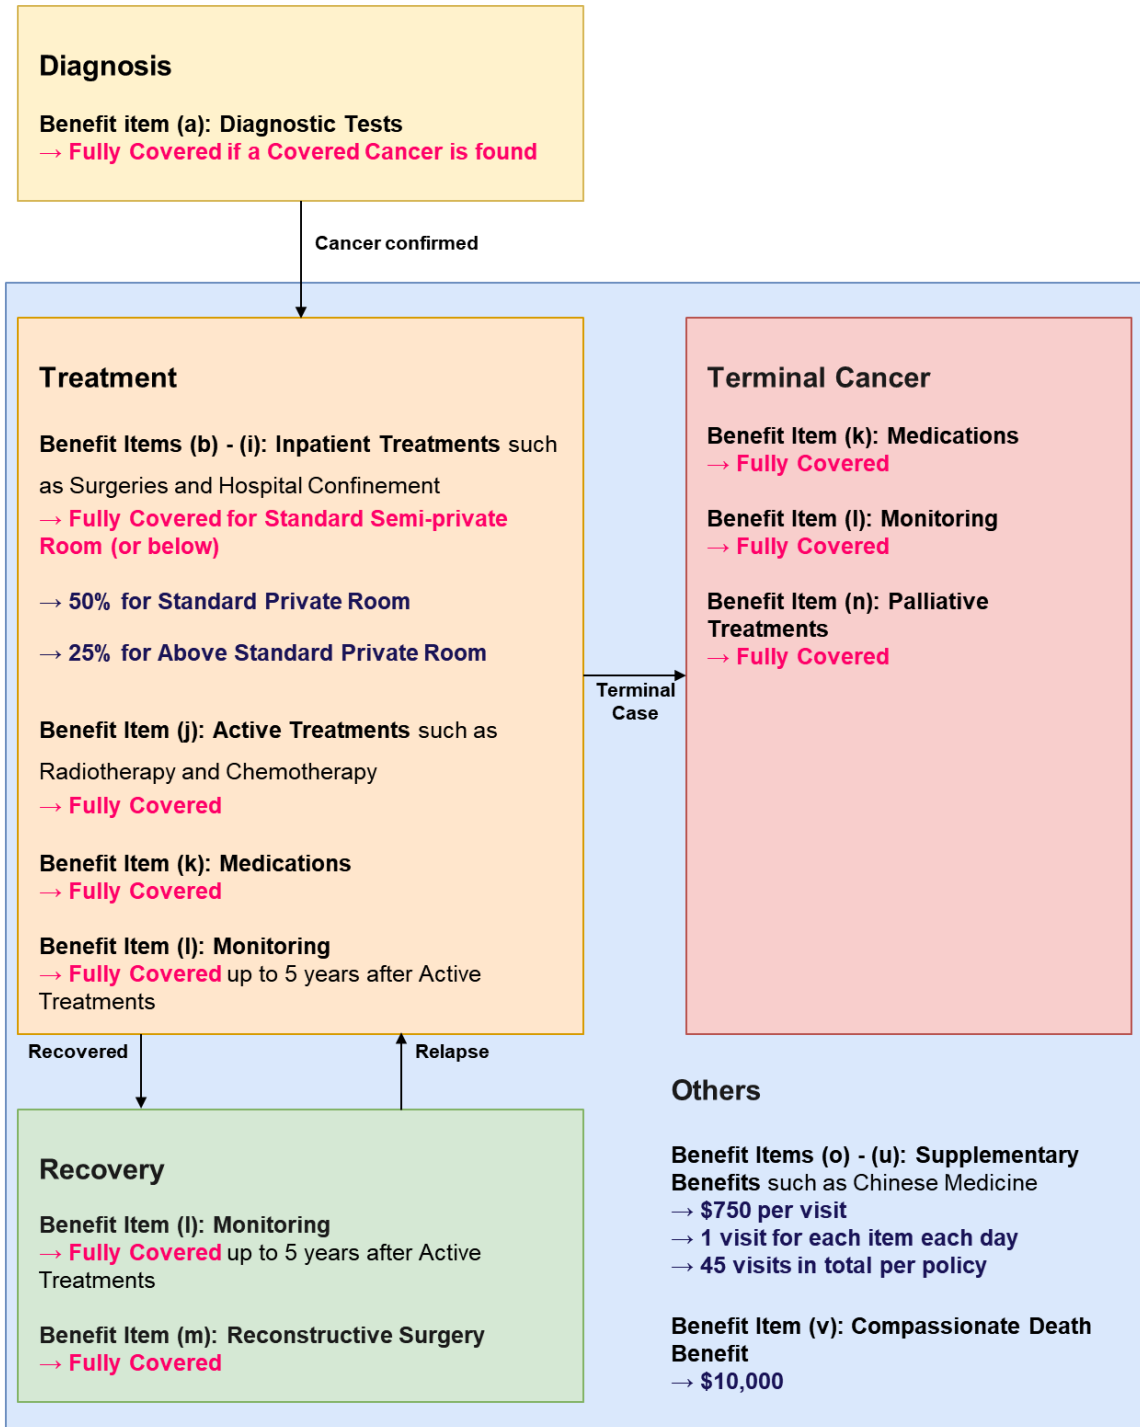 Diagnosis
Benefit item (a): Diagnostic Tests
→ Fully Covered if a Covered Cancer is found
Cancer confirmed
Treatment
Benefit Items (b) - (i): Inpatient Treatments such
as Surgeries and Hospital Confinement
→ Fully Covered for Standard Semi-private
Room (or below)
→ 50% for Standard Private Room
→ 25% for Above Standard Private Room
Benefit Item (j): Active Treatments such as
Radiotherapy and Chemotherapy
→ Fully Covered
Benefit Item (k): Medications
→ Fully Covered
Benefit Item (l): Monitoring
→ Fully Covered up to 5 years after Active
Treatments
Terminal
Case
Terminal Cancer
Benefit Item (k): Medications
→ Fully Covered
Benefit Item (l): Monitoring
→ Fully Covered
Benefit Item (n): Palliative
Treatments
→ Fully Covered
Recovered
Relapse
Recovery
Benefit Item (l): Monitoring
→ Fully Covered up to 5 years after Active
Treatments
Benefit Item (m): Reconstructive Surgery
→ Fully Covered
Others
Benefit Items (o) - (u): Supplementary
Benefits such as Chinese Medicine
→ $750 per visit
→ 1 visit for each item each day
→ 45 visits in total per policy
Benefit Item (v): Compassionate Death
Benefit
→ $10,000